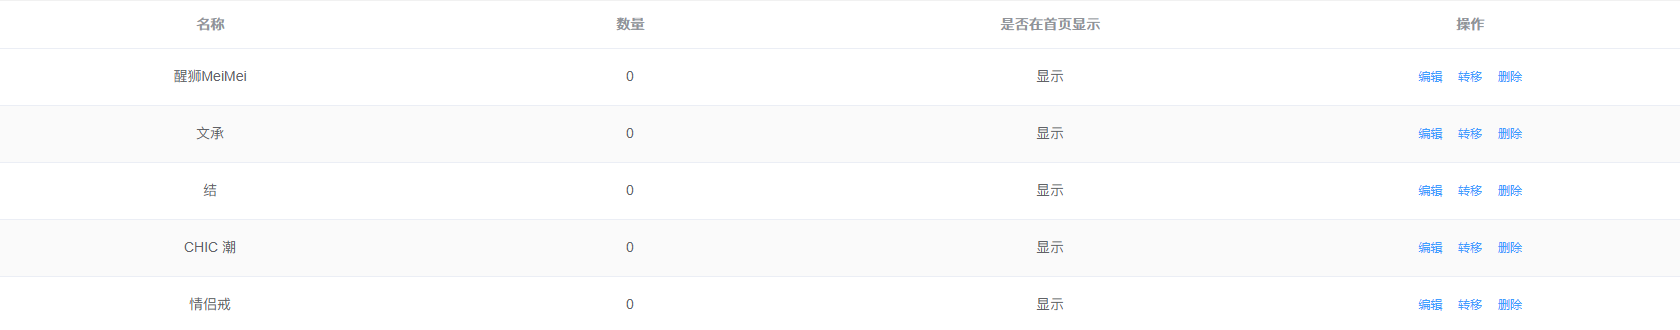 名称 数量 是否在首页显示 操作
醒狮MeiMei 0 显示 编辑 转移 删除
文承 0 显示 编辑 转移 删除
结 0 显示 编辑 转移 删除
CHIC 潮 0 显示 编辑 转移 删除
情侣戒 0 显示 编辑 转移 删除